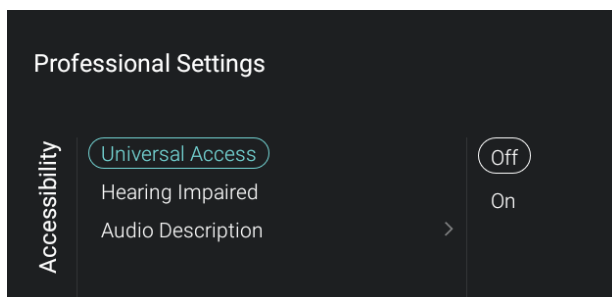 Professional Settings
Accessibility
Universal Access
Hearing Impaired
Audio Description
Off
On